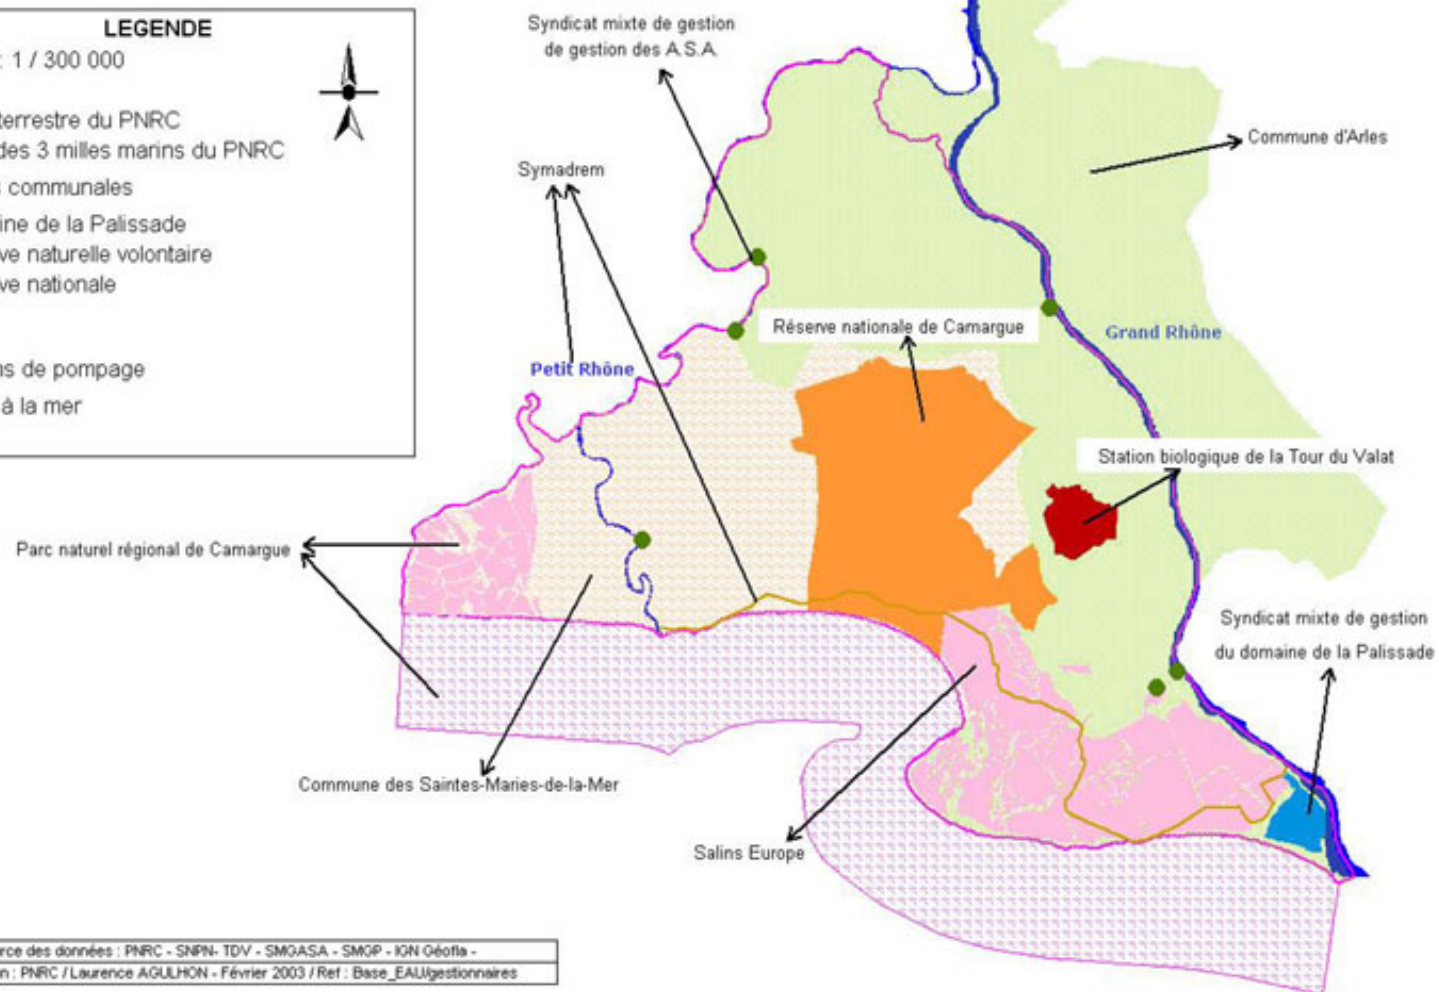 LEGENDE
: 1 / 300 000
terrestre du PNRC
des 3 milles marins du PNRC
s communales
ine de la Palissade
ve naturelle volontaire
ve nationale
ns de pompage
à la mer
Syndicat mixte de gestion
de gestion des A.S.A.
Symadrem
Commune d'Arles
Réserve nationale de Camargue
Grand Rhône
Petit Rhône
Station biologique de la Tour du Valat
Parc naturel régional de Camargue
Syndicat mixte de gestion
du domaine de la Palissade
Commune des Saintes-Maries-de-la-Mer
Salins Europe
rce des données : PNRC - SNPN- TDV - SMGASA - SMGP - IGN Géofla -
n : PNRC / Laurence AGULHON - Février 2003 / Ref : Base_EAU/gestionnaires